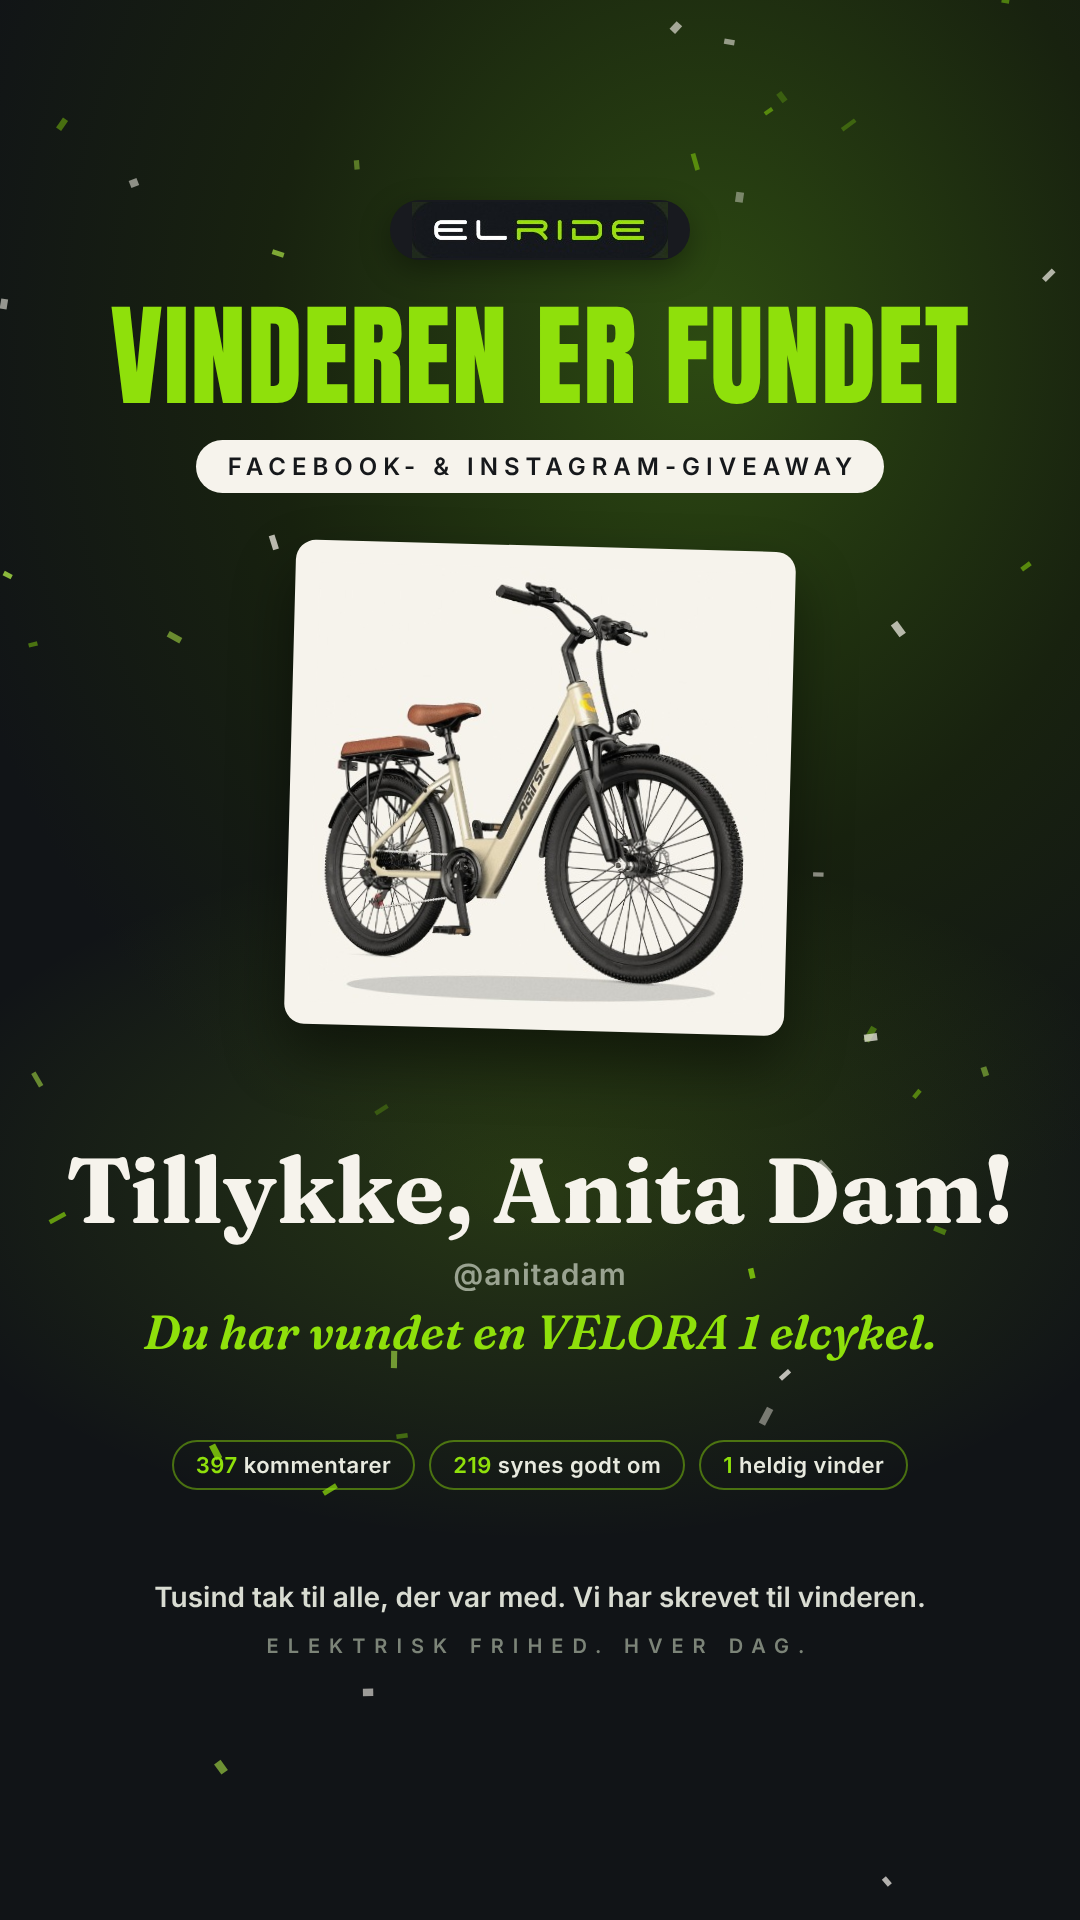 ELRIDE
VINDEREN ER FUNDET
FACEBOOK- & INSTAGRAM-GIVEAWAY
Aairsk
Tillykke, Anita Dam!
@anitadam
Du har vundet en VELORA 1 elcykel.
397 kommentarer
219 synes godt om
1 heldig vinder
Tusind tak til alle, der var med. Vi har skrevet til vinderen.
ELEKTRISK FRIHED. HVER DAG.